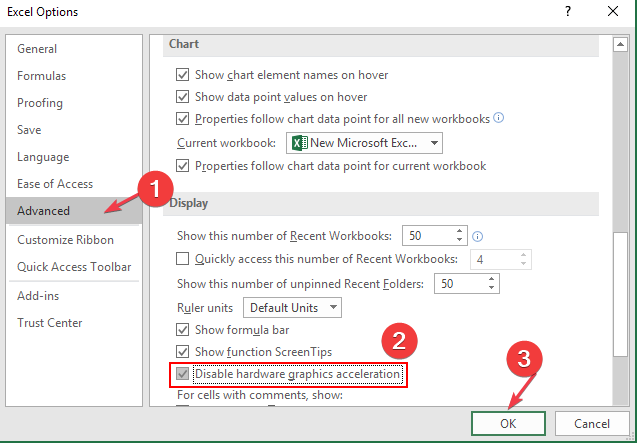 Excel Options
?
General
Formulas
Proofing
Save
Language
Ease of Access
Advanced
Customize Ribbon
Quick Access Toolbar
Add-ins
Trust Center
1
Chart
Show chart element names on hover
Show data point values on hover
Properties follow chart data point for all new workbooks
Current workbook: New Microsoft Exc...
Properties follow chart data point for current workbook
Display
Show this number of Recent Workbooks: 50
Quickly access this number of Recent Workbooks: 4
Show this number of unpinned Recent Folders: 50
Ruler units Default Units
Show formula bar
Show function ScreenTips
2
Disable hardware graphics acceleration
For cells with comments, show:
3
OK Cancel